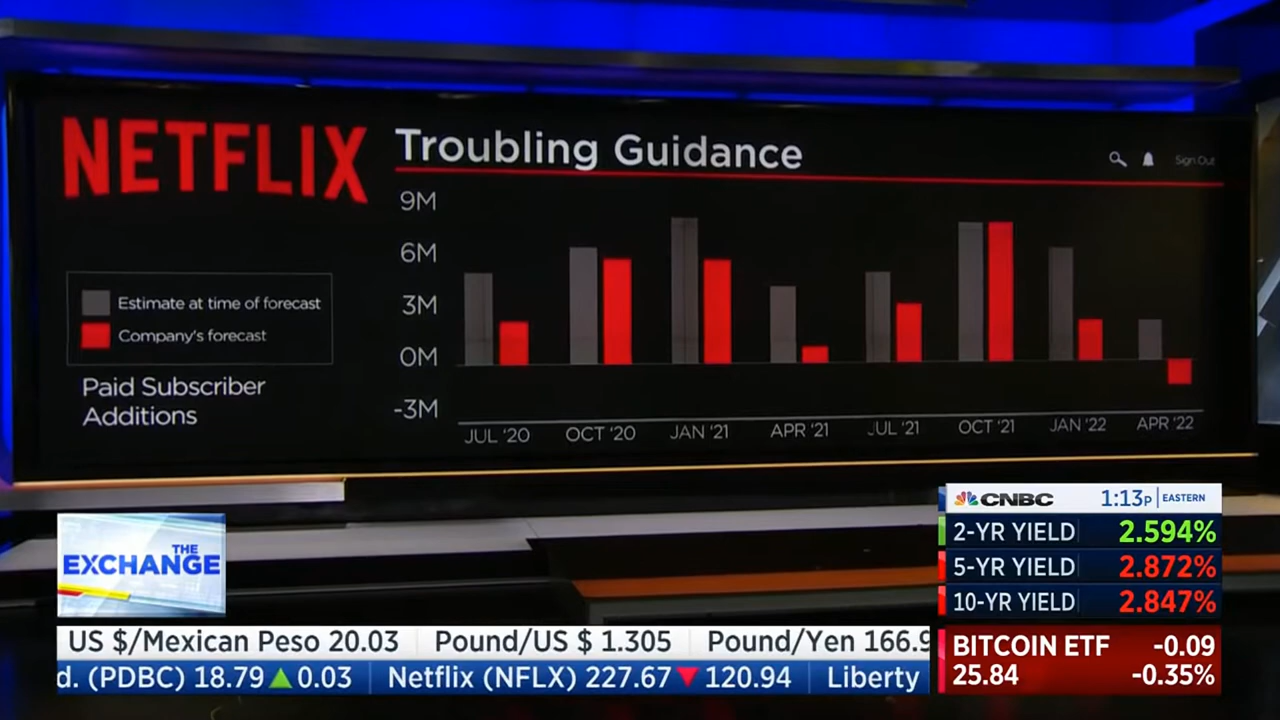 NETFLIX
Troubling Guidance
Sign Out
9M
6M
3M
0M
-3M
Estimate at time of forecast
Company's forecast
Paid Subscriber
Additions
JUL '20 OCT '20 JAN '21 APR '21 JUL '21 OCT '21 JAN '22 APR '22
CNBC 1:13P EASTERN
2-YR YIELD 2.594%
5-YR YIELD 2.872%
10-YR YIELD 2.847%
THE
EXCHANGE
US $/Mexican Peso 20.03 Pound/US $ 1.305 Pound/Yen 166.9
d. (PDBC) 18.79 ▲ 0.03 Netflix (NFLX) 227.67 ▼ 120.94 Liberty
BITCOIN ETF -0.09
25.84 -0.35%